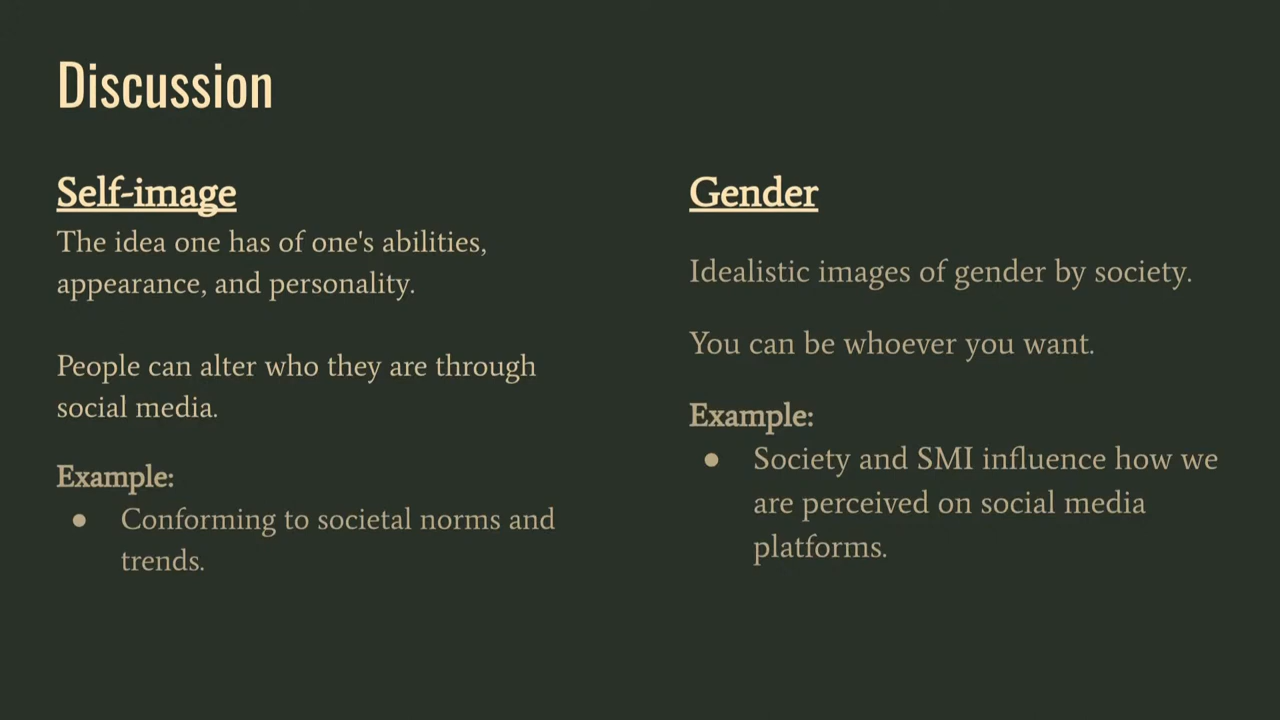 Discussion
Self-image
The idea one has of one's abilities,
appearance, and personality.
People can alter who they are through
social media.
Example:
● Conforming to societal norms and
trends.
Gender
Idealistic images of gender by society.
You can be whoever you want.
Example:
● Society and SMI influence how we
are perceived on social media
platforms.